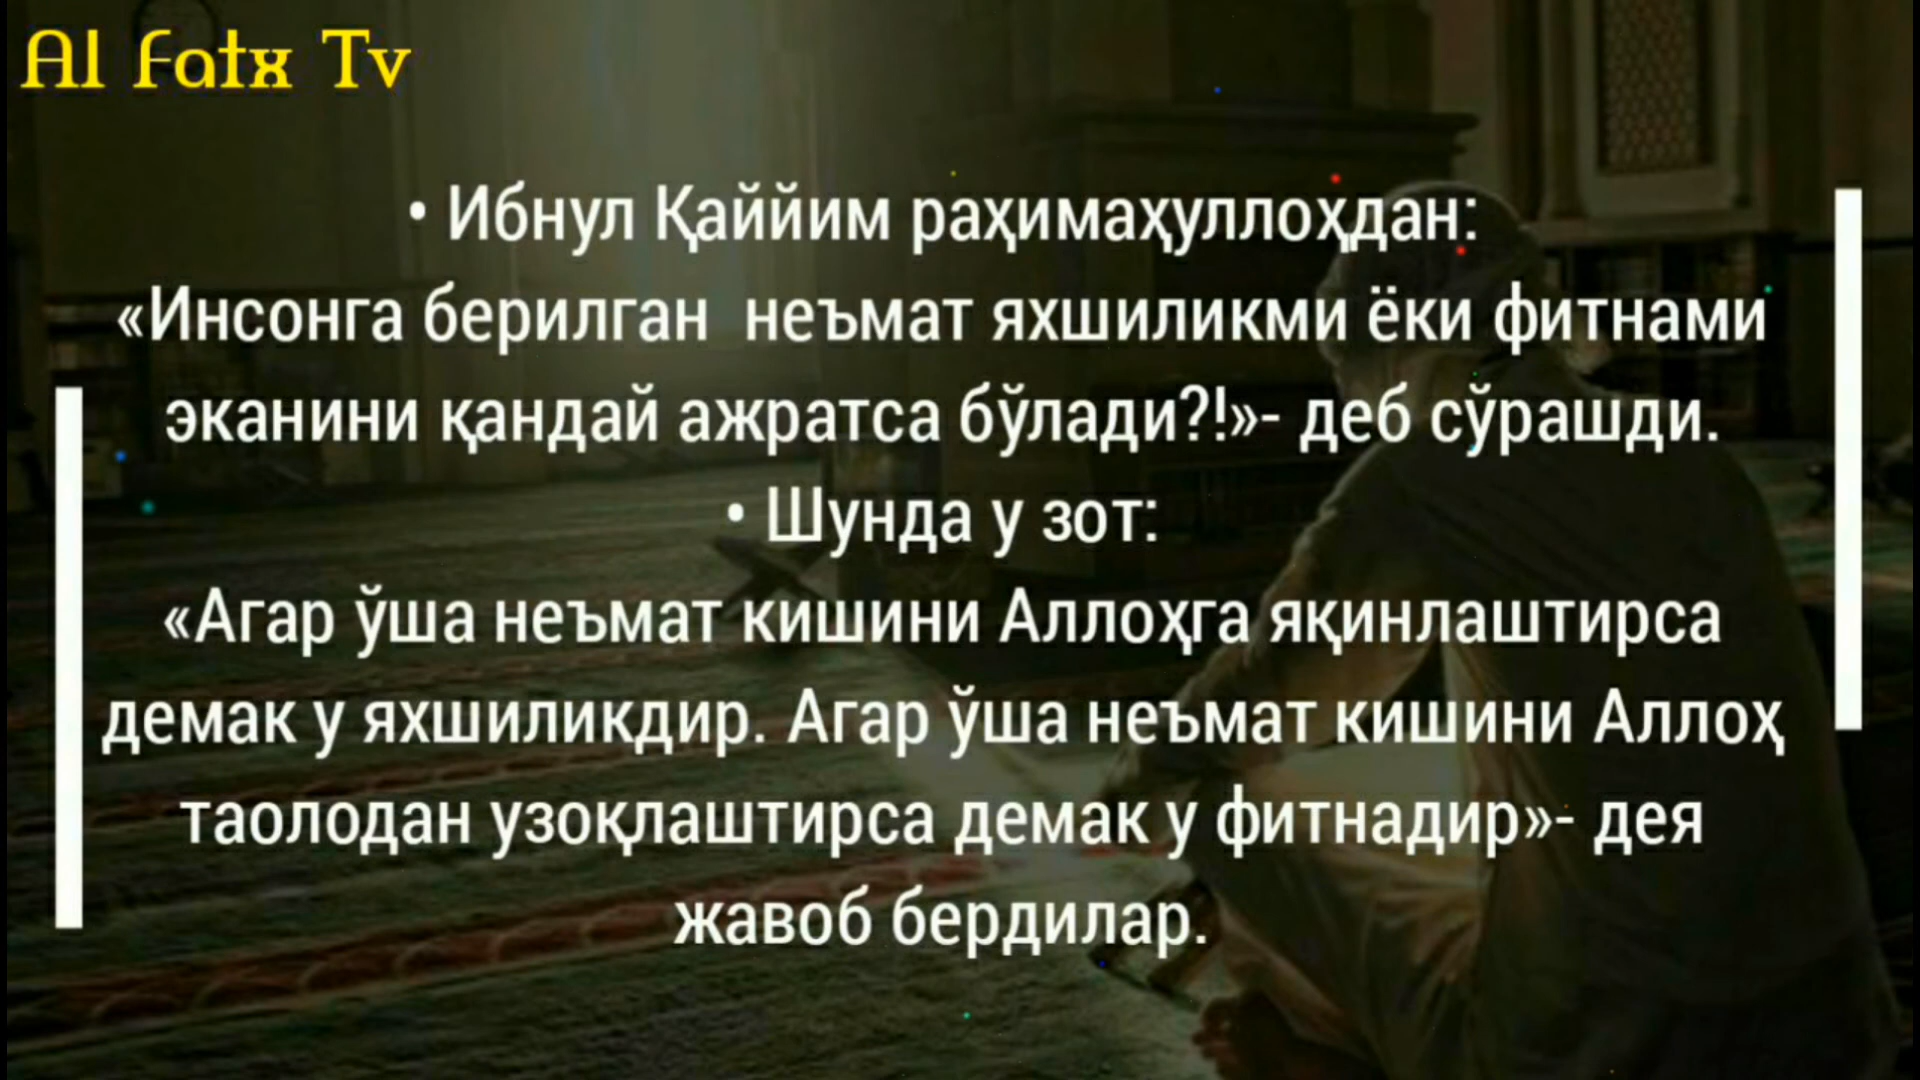 Al Fatx Tv
• Ибнул Қаййим раҳимаҳуллоҳдан:
«Инсонга берилган неъмат яхшиликми ёки фитнами
эканини қандай ажратса бўлади?!»- деб сўрашди.
• Шунда у зот:
«Агар ўша неъмат кишини Аллоҳга яқинлаштирса
демак у яхшиликдир. Агар ўша неъмат кишини Аллоҳ
таолодан узоқлаштирса демак у фитнадир»- дея
жавоб бердилар.